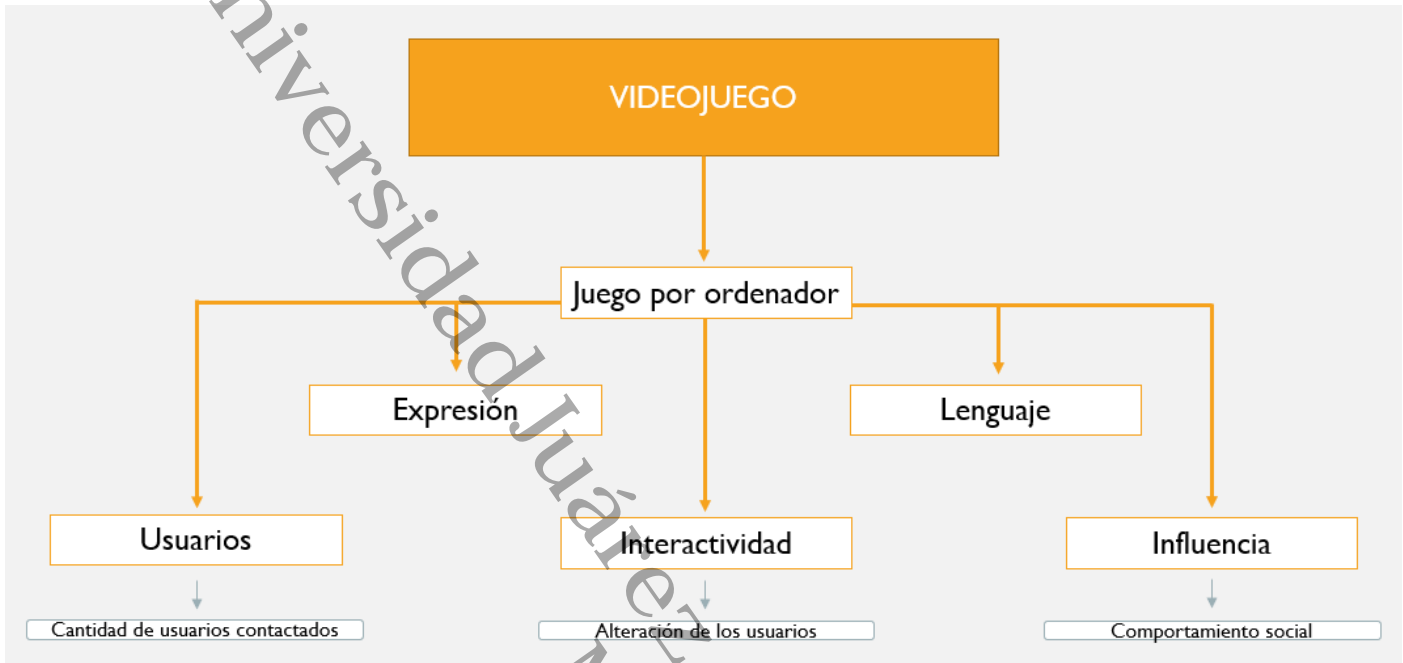 VIDEOJUEGO
Juego por ordenador
Expresión
Lenguaje
Usuarios
Interactividad
Influencia
Cantidad de usuarios contactados
Alteración de los usuarios
Comportamiento social
Universidad Juárez